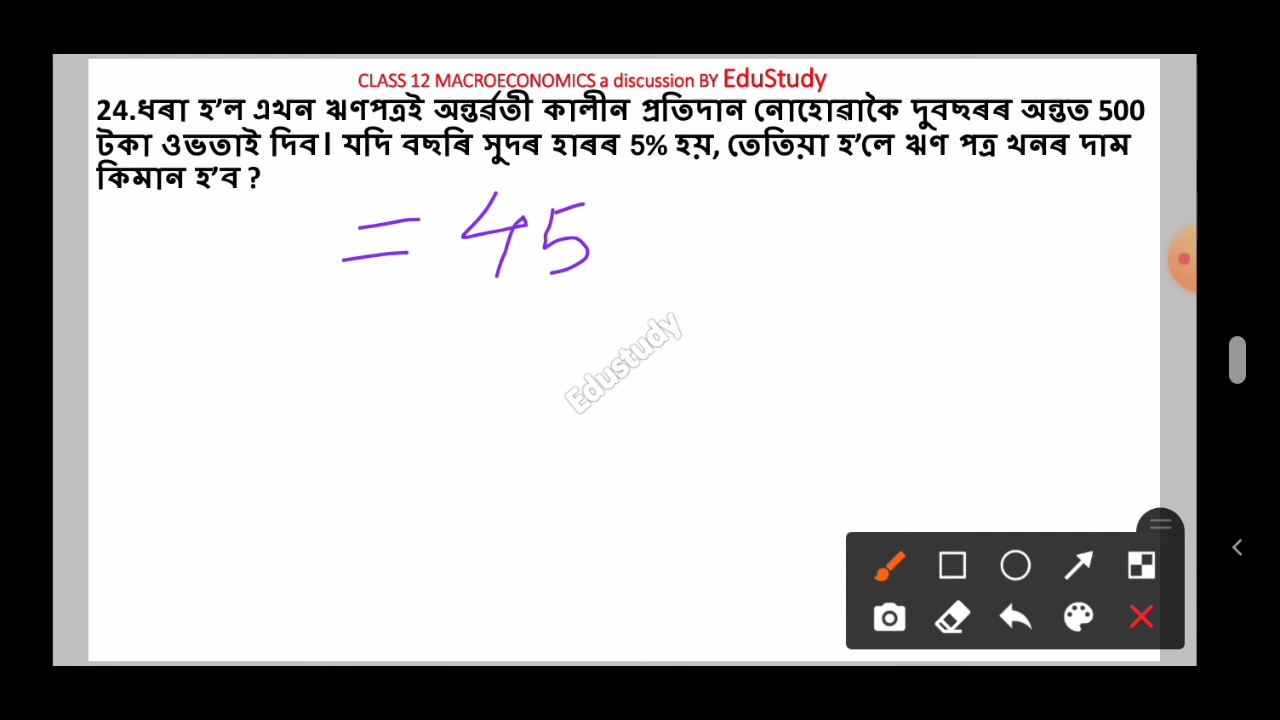 CLASS 12 MACROECONOMICS a discussion BY EduStudy
24.ধৰা হ’ল এখন ঋণপত্ৰই অন্তৰ্ৱতী কালীন প্ৰতিদান নোহোৱাকৈ দুবছৰৰ অন্তত 500
টকা ওভতাই দিব। যদি বছৰি সুদৰ হাৰৰ 5% হয়, তেতিয়া হ’লে ঋণ পত্ৰ খনৰ দাম
কিমান হ’ব ?
= 45
Edustudy